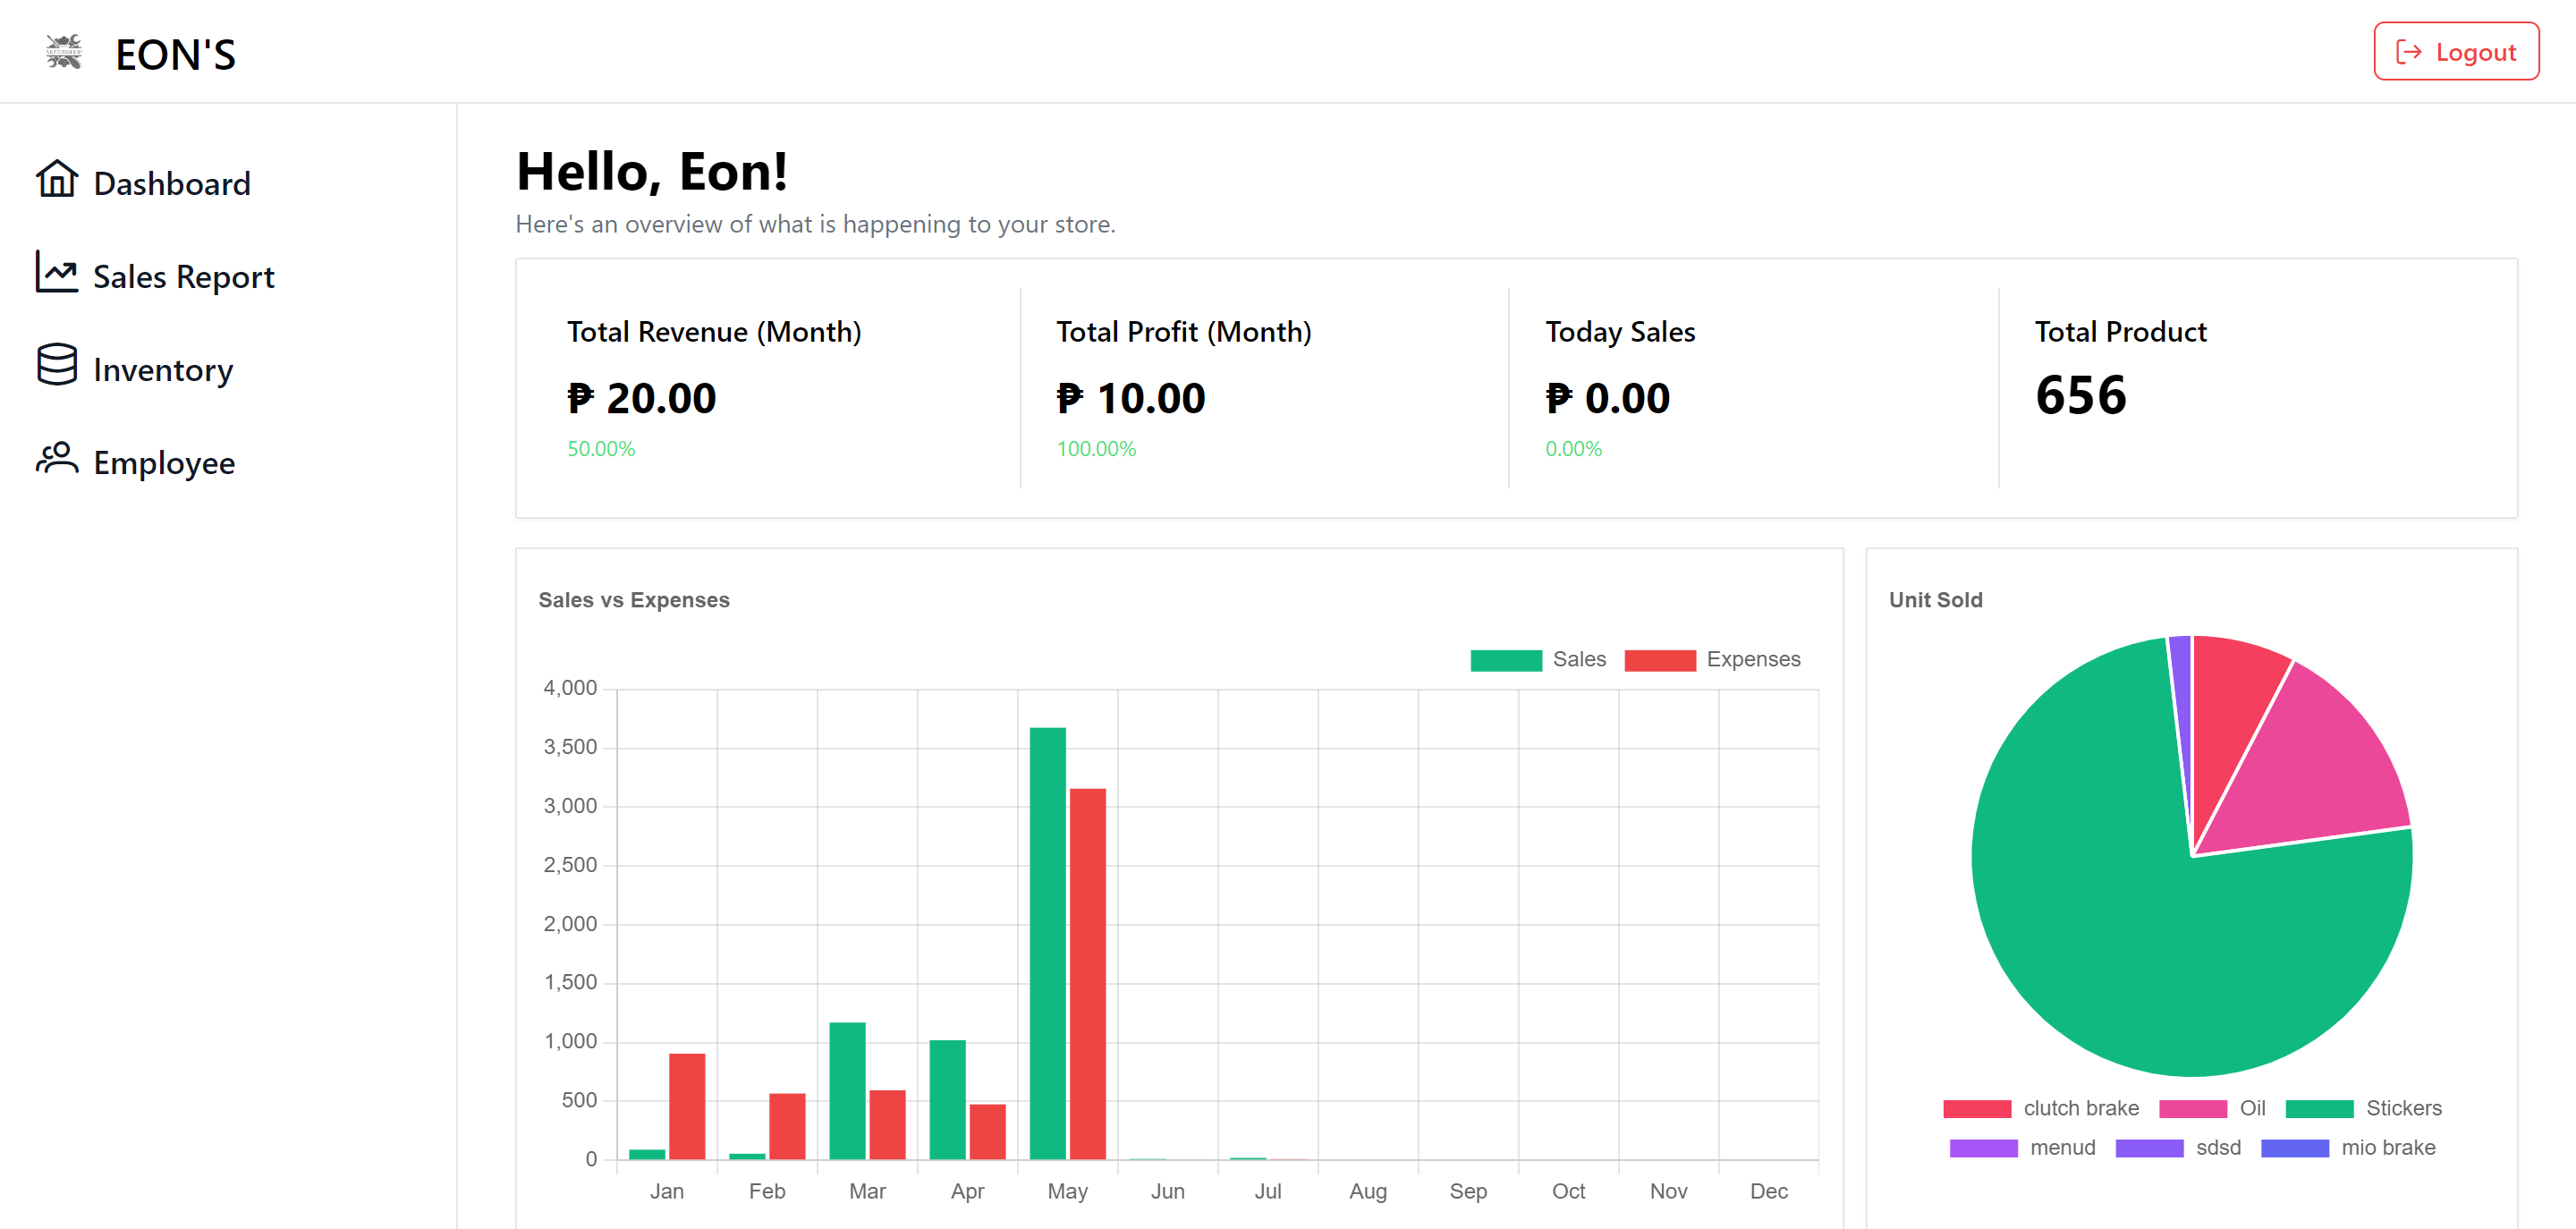 EON'S
Logout
Dashboard
Sales Report
Inventory
Employee
Hello, Eon!
Here's an overview of what is happening to your store.
Total Revenue (Month)
₱ 20.00
50.00%
Total Profit (Month)
₱ 10.00
100.00%
Today Sales
₱ 0.00
0.00%
Total Product
656
Sales vs Expenses
Sales Expenses
4,000
3,500
3,000
2,500
2,000
1,500
1,000
500
0
Jan Feb Mar Apr May Jun Jul Aug Sep Oct Nov Dec
Unit Sold
clutch brake Oil Stickers
menud sdsd mio brake